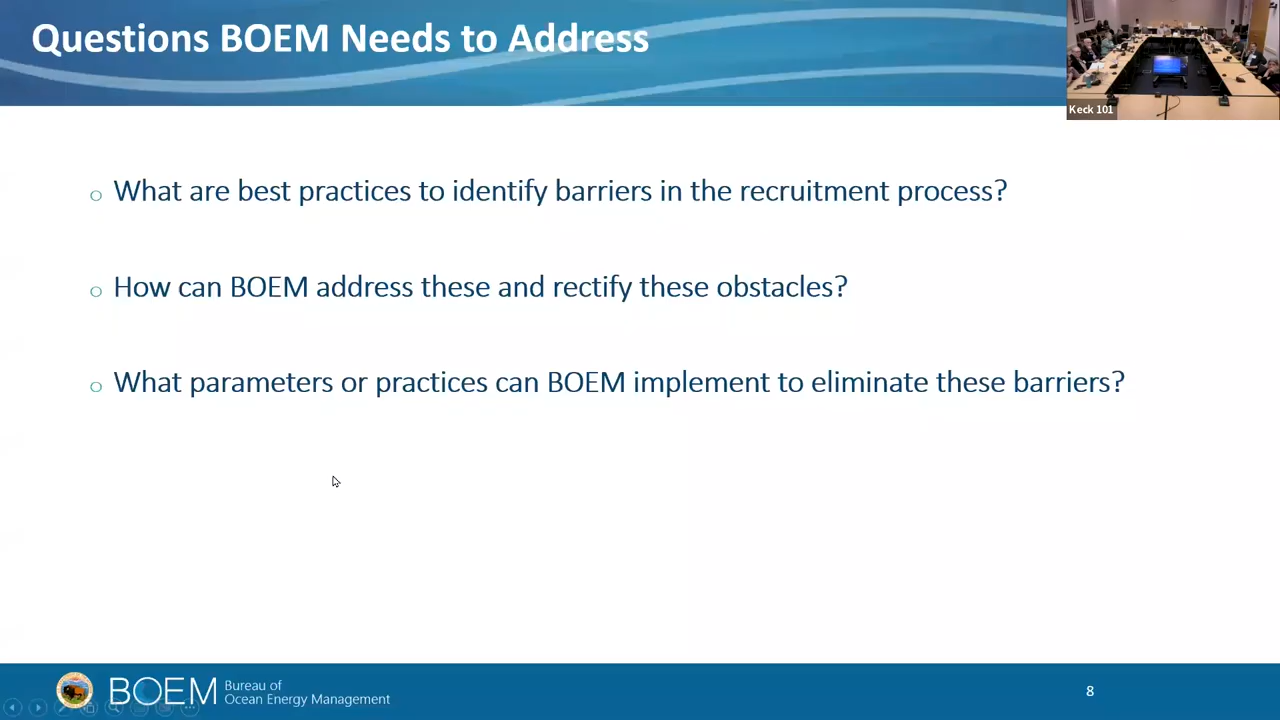 Questions BOEM Needs to Address
Keck 101
What are best practices to identify barriers in the recruitment process?
How can BOEM address these and rectify these obstacles?
What parameters or practices can BOEM implement to eliminate these barriers?
BOEM
Bureau of
Ocean Energy Management
8